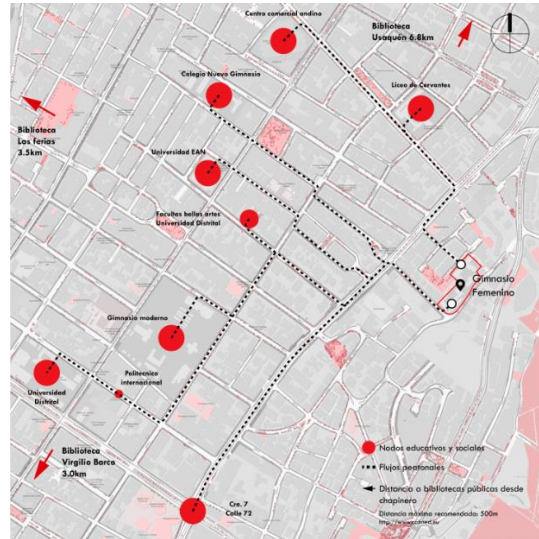 Centro comercial andino
Biblioteca
Usaquén 6.8km
Colegio Nuevo Gimnasio
Liceo de Cervantes
Biblioteca
Las ferias
3.5km
Universidad EAN
Facultas bellas artes
Universidad Distrital
Gimnasio
Femenino
Gimnasio moderno
Politecnico
internacional
Universidad
Distrital
Biblioteca
Virgilio Barco
3.0km
Cre. 7
Calle 72
Nodos educativos y sociales
Flujos peatonales
Distancia a bibliotecas públicas desde
chapinero
Distancia máxima recomendada: 500m